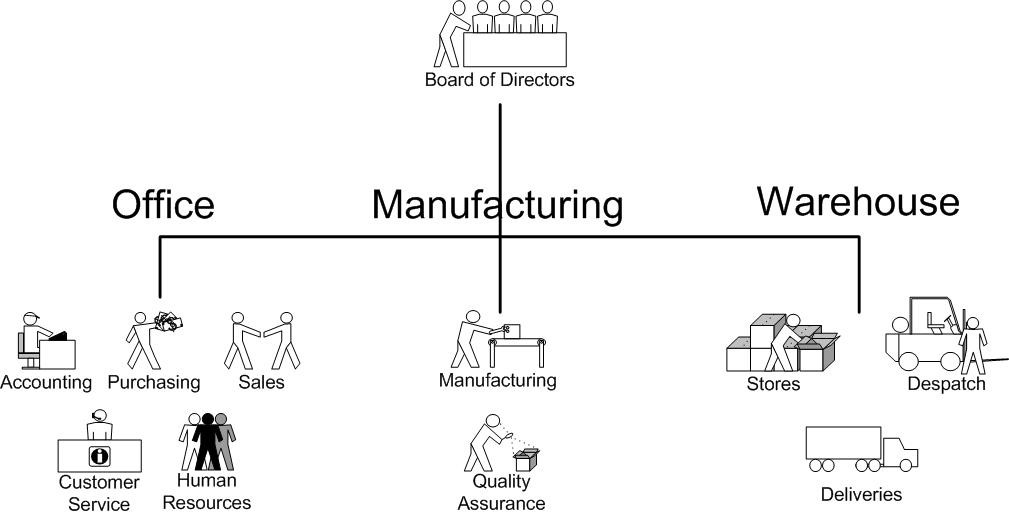 Board of Directors
Office
Manufacturing
Warehouse
Accounting
Purchasing
Sales
Manufacturing
Stores
Despatch
Customer
Service
Human
Resources
Quality
Assurance
Deliveries